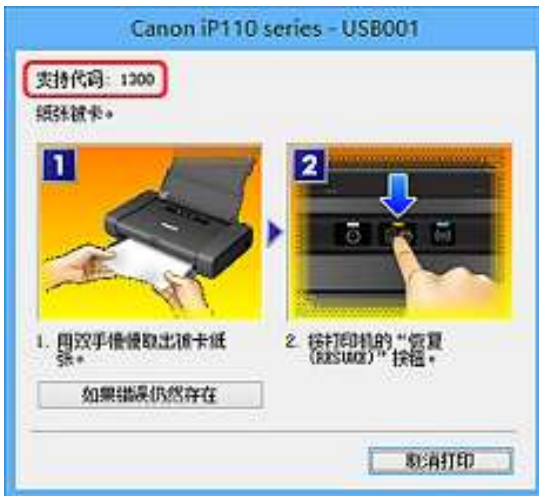 Canon iP110 series - USB001
支持代码: 1300
纸张被卡。
1
2
1. 用双手慢慢取出被卡纸
张。
2. 按打印机的“恢复
(RESUME)”按钮。
如果错误仍然存在
取消打印